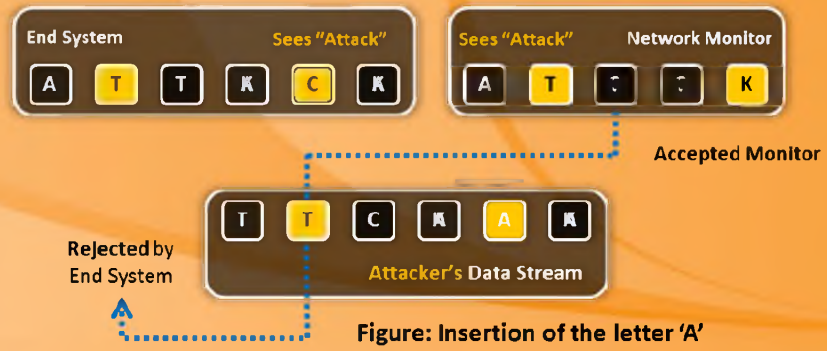 End System Sees "Attack"
A T T K C K
Sees "Attack" Network Monitor
A T K
Accepted Monitor
T T C A
Rejected by
End System
Attacker's Data Stream
Figure: Insertion of the letter 'A'